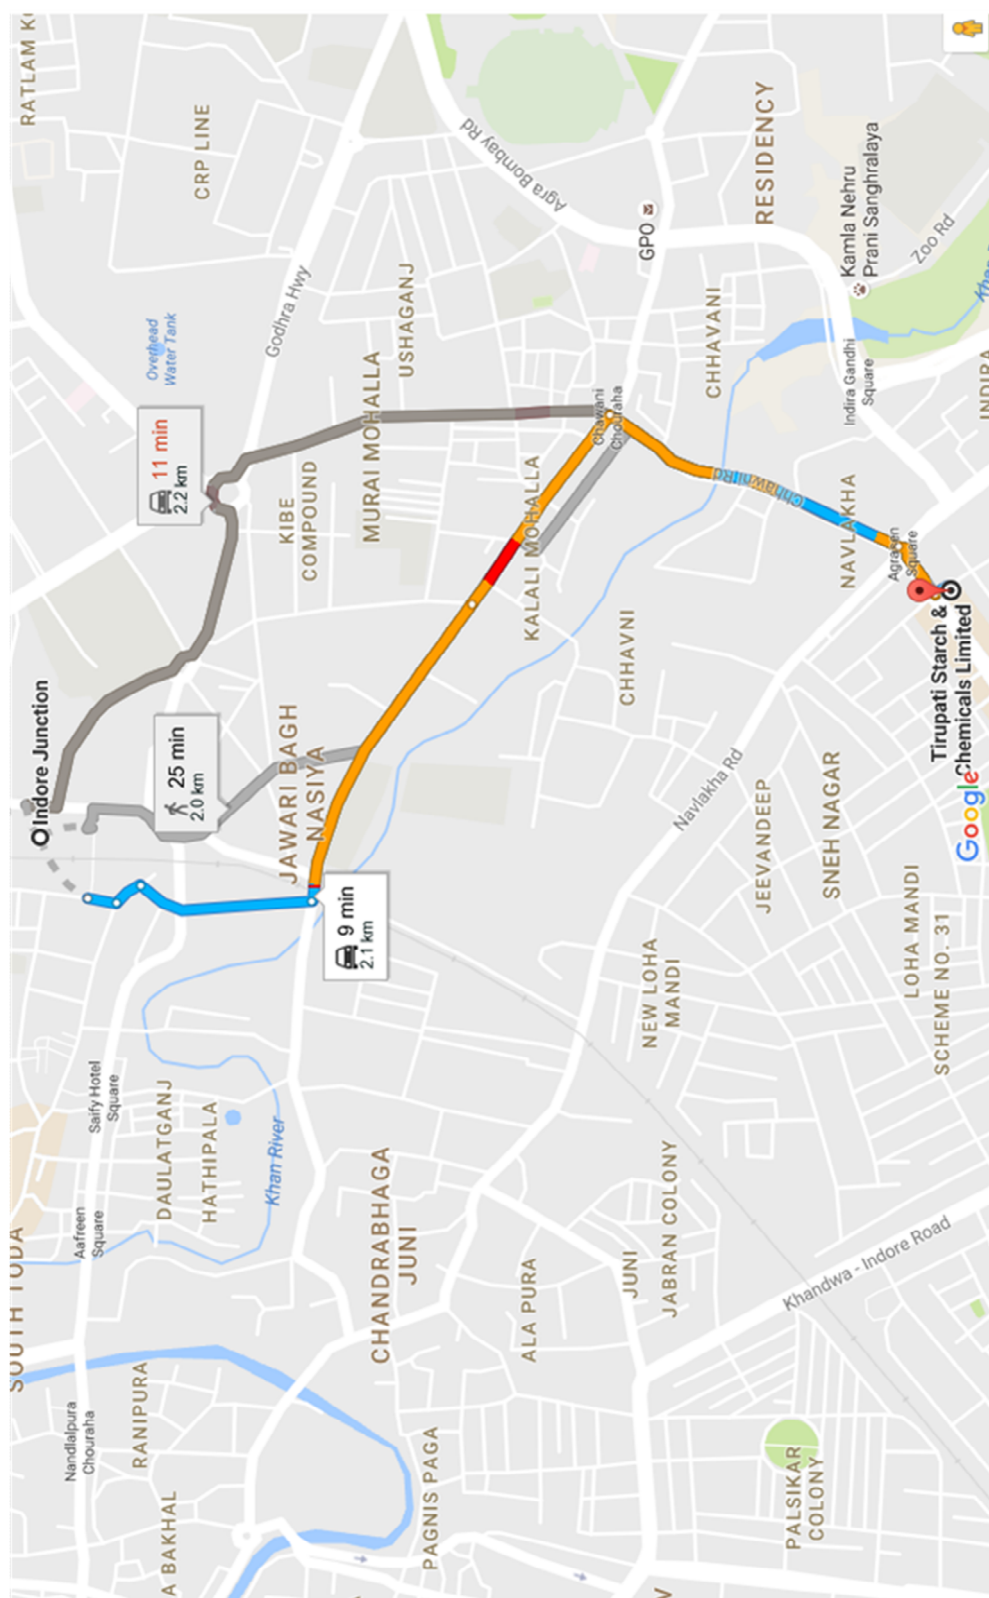 SOUTH TODA
RATLAM K
Nandlalpura
Chouraha
Aafreen
Square
Saify Hotel
Square
Indore Junction
RANIPURA
A BAKHAL
DAULATGANJ
HATHIPALA
25 min
2.0 km
11 min
2.2 km
Overhead
Water Tank
CRP LINE
Khan River
JAWARI BAGH
NASIYA
KIBE
COMPOUND
Godhra Hwy
9 min
2.1 km
CHANDRABHAGA
JUNI
MURAI MOHALLA
USHAGANJ
PAGNIS PAGA
ALA PURA
KALALI MOHALLA
Agra Bombay Rd
JUNI
JABRAN COLONY
NEW LOHA
MANDI
CHHAVNI
Chawani
Chouraha
GPO
Navlakha Rd
CHHAVANI
Chhawni Rd
RESIDENCY
PALSIKAR
COLONY
Khandwa - Indore Road
JEEVANDEEP
SNEH NAGAR
NAVLAKHA
Indira Gandhi
Square
Kamla Nehru
Prani Sanghralaya
Zoo Rd
LOHA MANDI
SCHEME NO. 31
Agrasen
Square
Tirupati Starch &
Chemicals Limited
Google
INDIRA
Khan